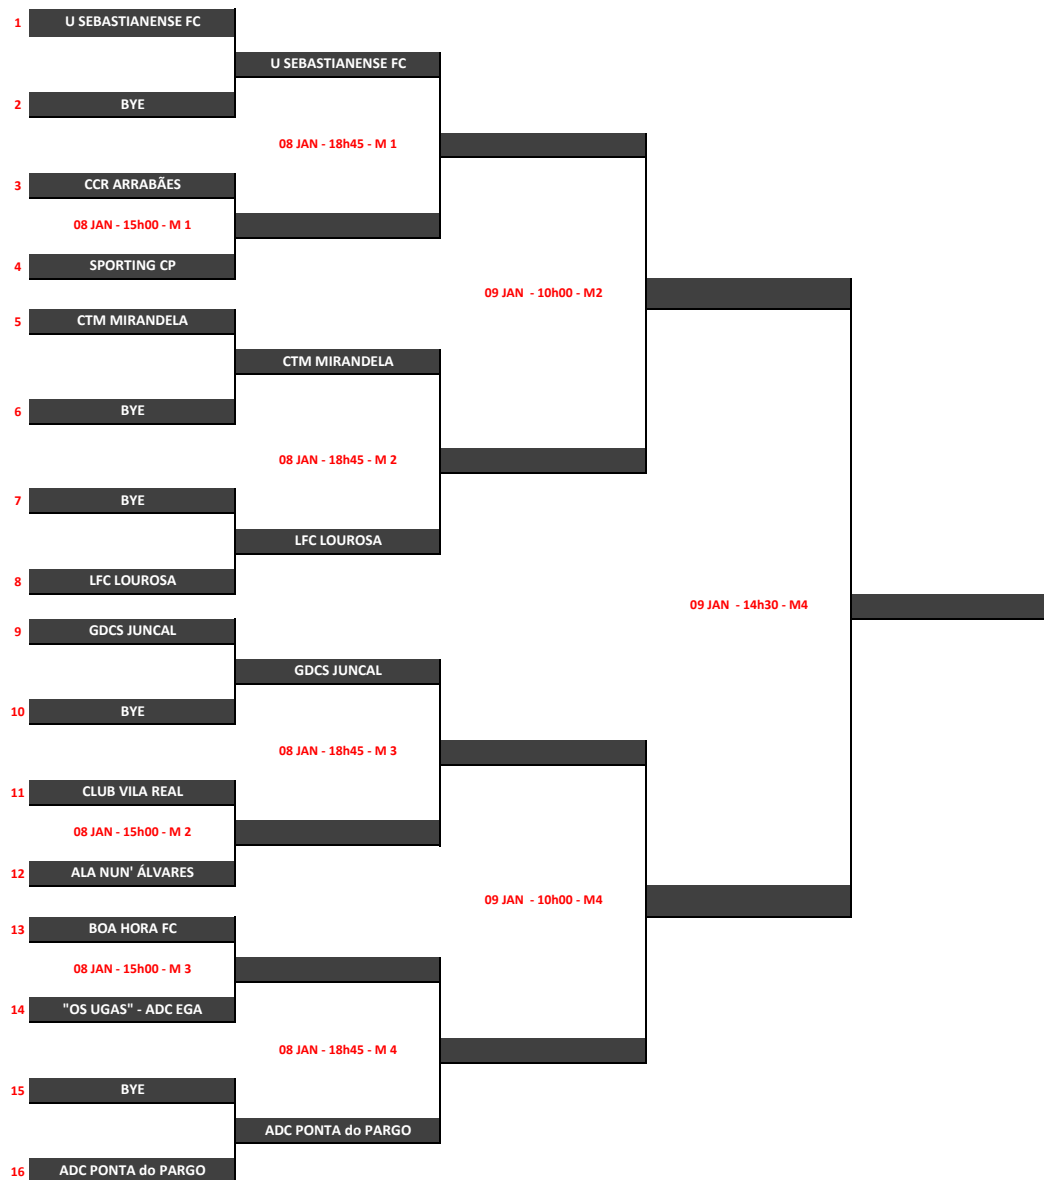 1 U SEBASTIANENSE FC
U SEBASTIANENSE FC
2 BYE
08 JAN - 18h45 - M 1
3 CCR ARRABÃES
08 JAN - 15h00 - M 1
4 SPORTING CP
09 JAN - 10h00 - M2
5 CTM MIRANDELA
CTM MIRANDELA
6 BYE
08 JAN - 18h45 - M 2
7 BYE
LFC LOUROSA
8 LFC LOUROSA
09 JAN - 14h30 - M4
9 GDCS JUNCAL
GDCS JUNCAL
10 BYE
08 JAN - 18h45 - M 3
11 CLUB VILA REAL
08 JAN - 15h00 - M 2
12 ALA NUN' ÁLVARES
09 JAN - 10h00 - M4
13 BOA HORA FC
08 JAN - 15h00 - M 3
14 "OS UGAS" - ADC EGA
08 JAN - 18h45 - M 4
15 BYE
ADC PONTA do PARGO
16 ADC PONTA do PARGO